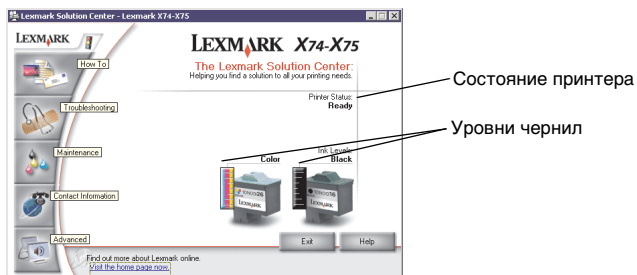 Lexmark Solution Center - Lexmark X74-X75
LEXMARK
LEXMARK X74-X75
The Lexmark Solution Center:
Helping you find a solution to all your printing needs.
How To
Printer Status:
Ready
Состояние принтера
Troubleshooting
Уровни чернил
Maintenance
Ink Levels:
Color
Black
Contact Information
LEXMARK
LEXMARK
Advanced
Exit
Help
Find out more about Lexmark online.
Visit the home page now.